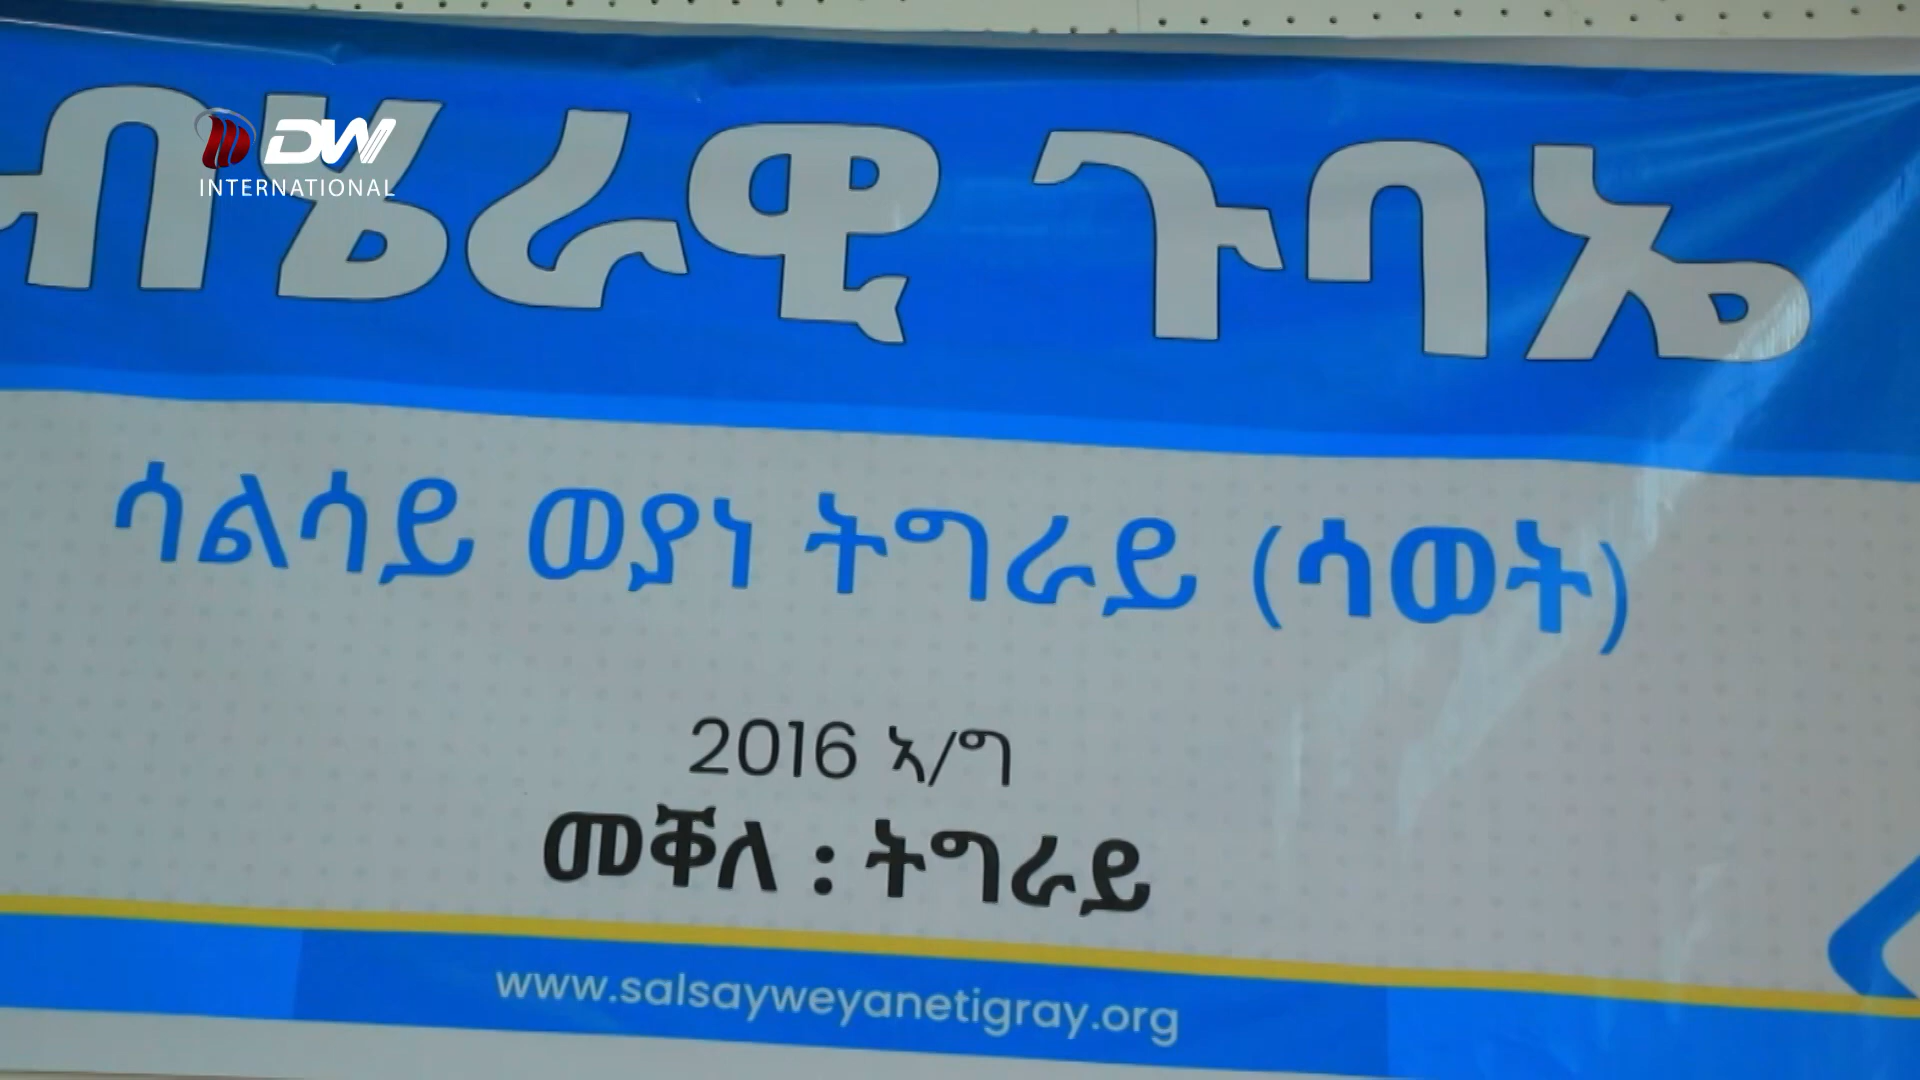 ብሄራዊ ጉባኤ
DW
INTERNATIONAL
ሳልሳይ ወያነ ትግራይ (ሳወት)
2016 ኣ/ግ
መቐለ : ትግራይ
www.salsayweyanetigray.org